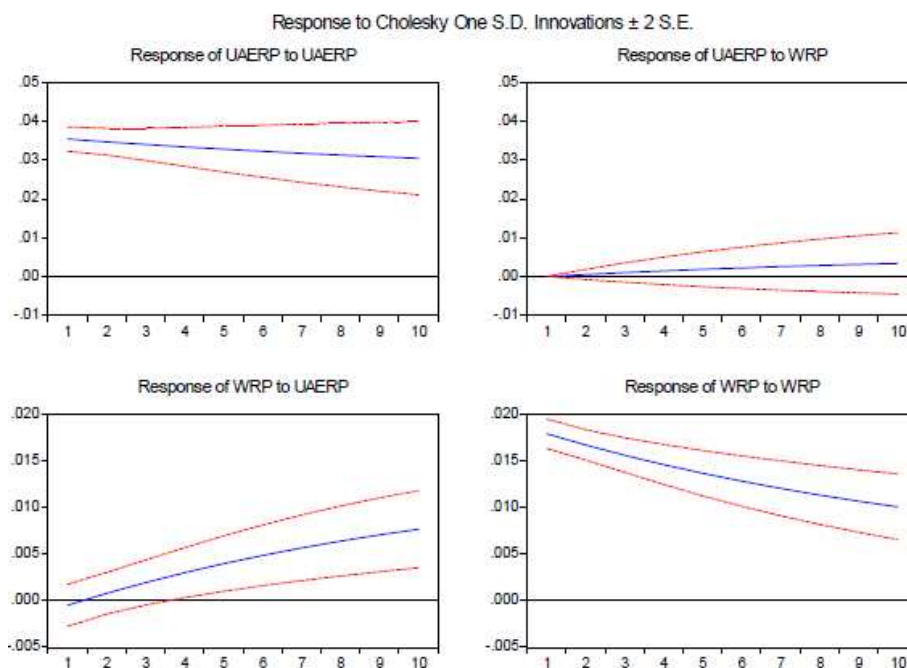 Response to Cholesky One S.D. Innovations ± 2 S.E.
Response of UAERP to UAERP
.05
.04
.03
.02
.01
.00
-.01
1 2 3 4 5 6 7 8 9 10
Response of UAERP to WRP
.05
.04
.03
.02
.01
.00
-.01
1 2 3 4 5 6 7 8 9 10
Response of WRP to UAERP
.020
.015
.010
.005
.000
-.005
1 2 3 4 5 6 7 8 9 10
Response of WRP to WRP
.020
.015
.010
.005
.000
-.005
1 2 3 4 5 6 7 8 9 10